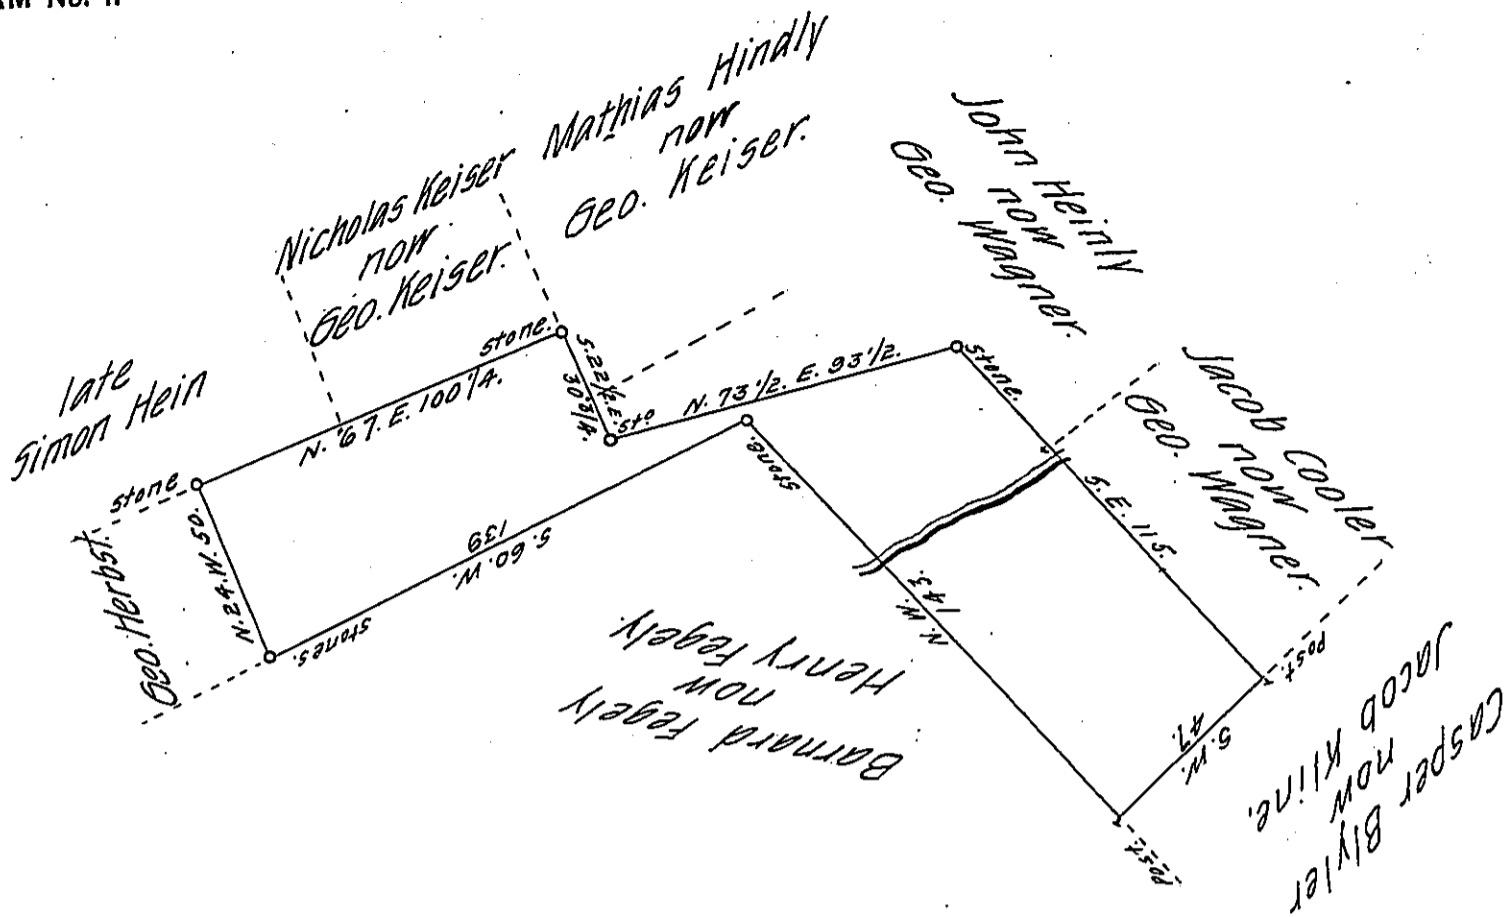 No. 11
Mathias Hindly
now
Geo. Keiser.
Nicholas Keiser
now
Geo. Keiser.
John Heinly
now
Geo. Wagner.
Jacob Cooler
now
Geo. Wagner.
Casper Blyler
now
Jacob Kline.
Barnard Fegely
now
Henry Fegely
late
Simon Hein
Geo. Herbst.
stone
N. 67. E. 100 1/4.
stone.
S. 22 1/2. E.
30 3/4.
sto
N. 73 1/2. E. 93 1/2.
stone.
S. E. 115.
Post.
S. W.
47.
Post.
N. W.
143.
stone.
S. 60. W.
139
stones.
N. 24. W. 50.